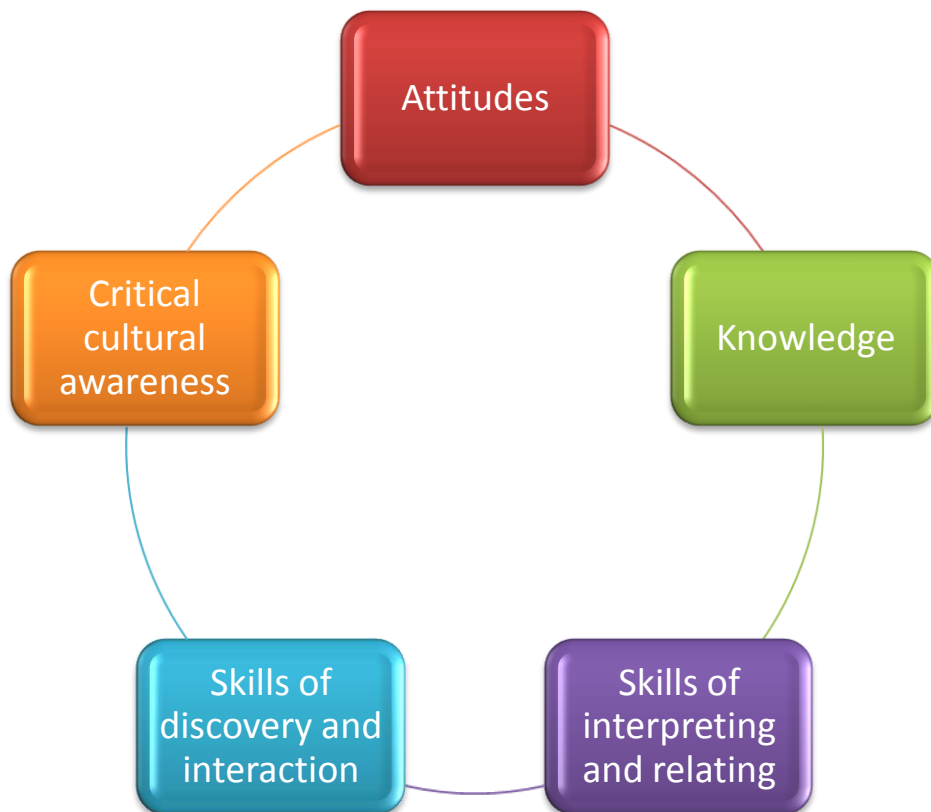 Attitudes
Knowledge
Skills of
interpreting
and relating
Skills of
discovery and
interaction
Critical
cultural
awareness